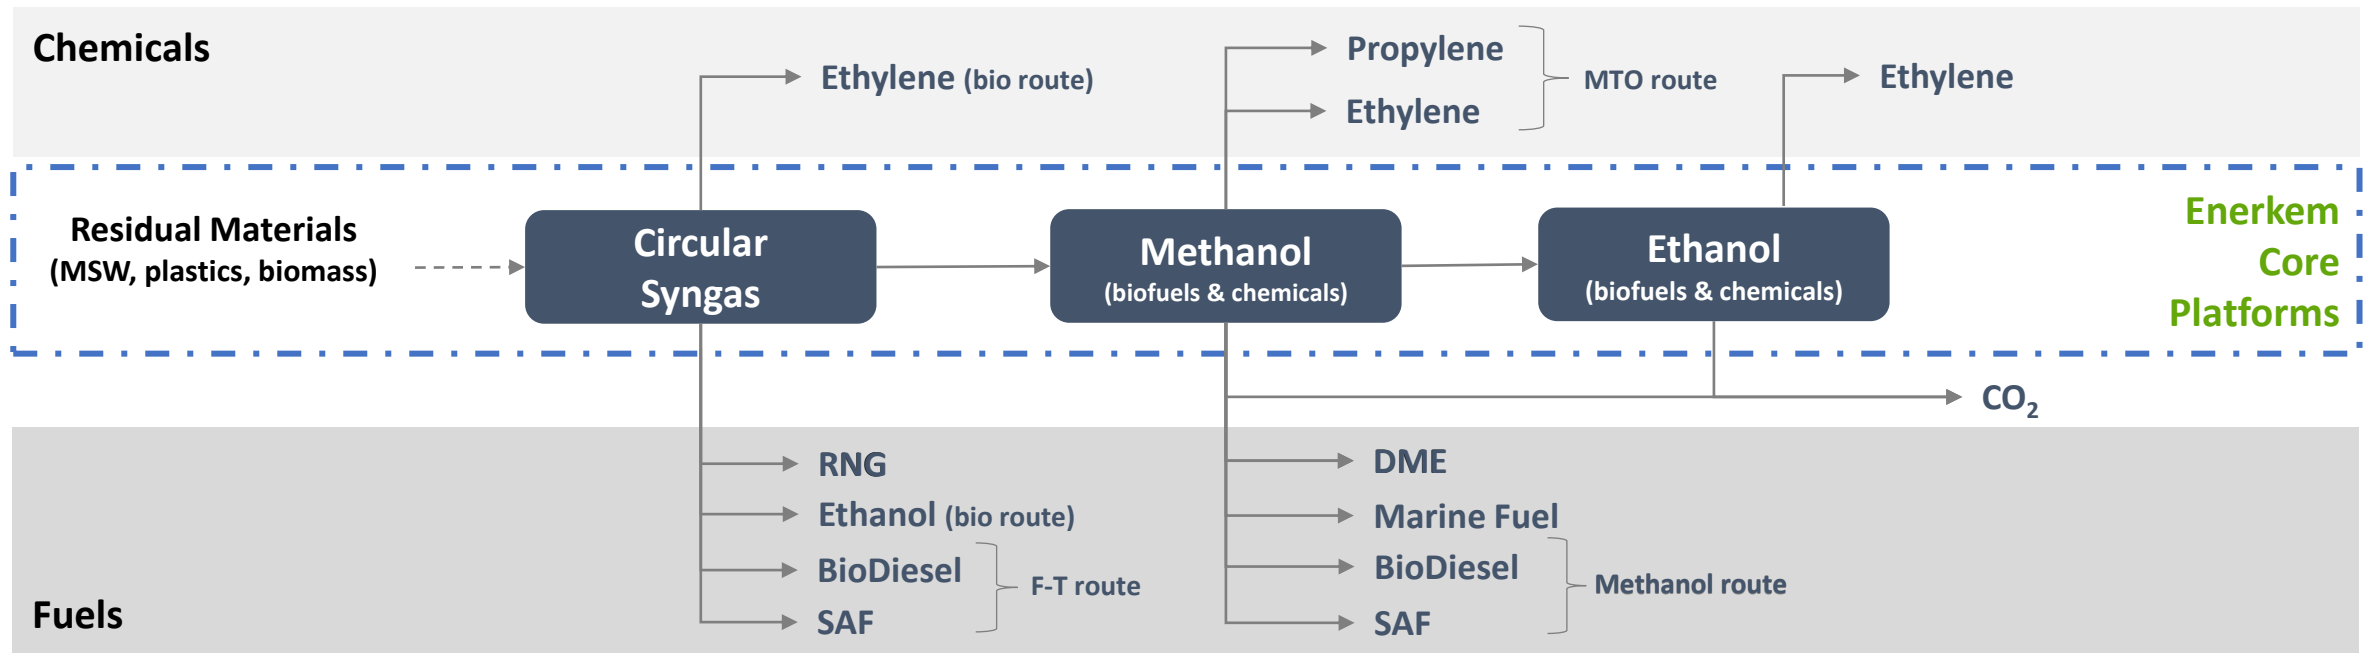 Chemicals
Ethylene (bio route)
Propylene
Ethylene
MTO route
Ethylene
Residual Materials
(MSW, plastics, biomass)
Circular
Syngas
Methanol
(biofuels & chemicals)
Ethanol
(biofuels & chemicals)
Enerkem
Core
Platforms
CO₂
RNG
Ethanol (bio route)
BioDiesel
SAF
F-T route
DME
Marine Fuel
BioDiesel
SAF
Methanol route
Fuels